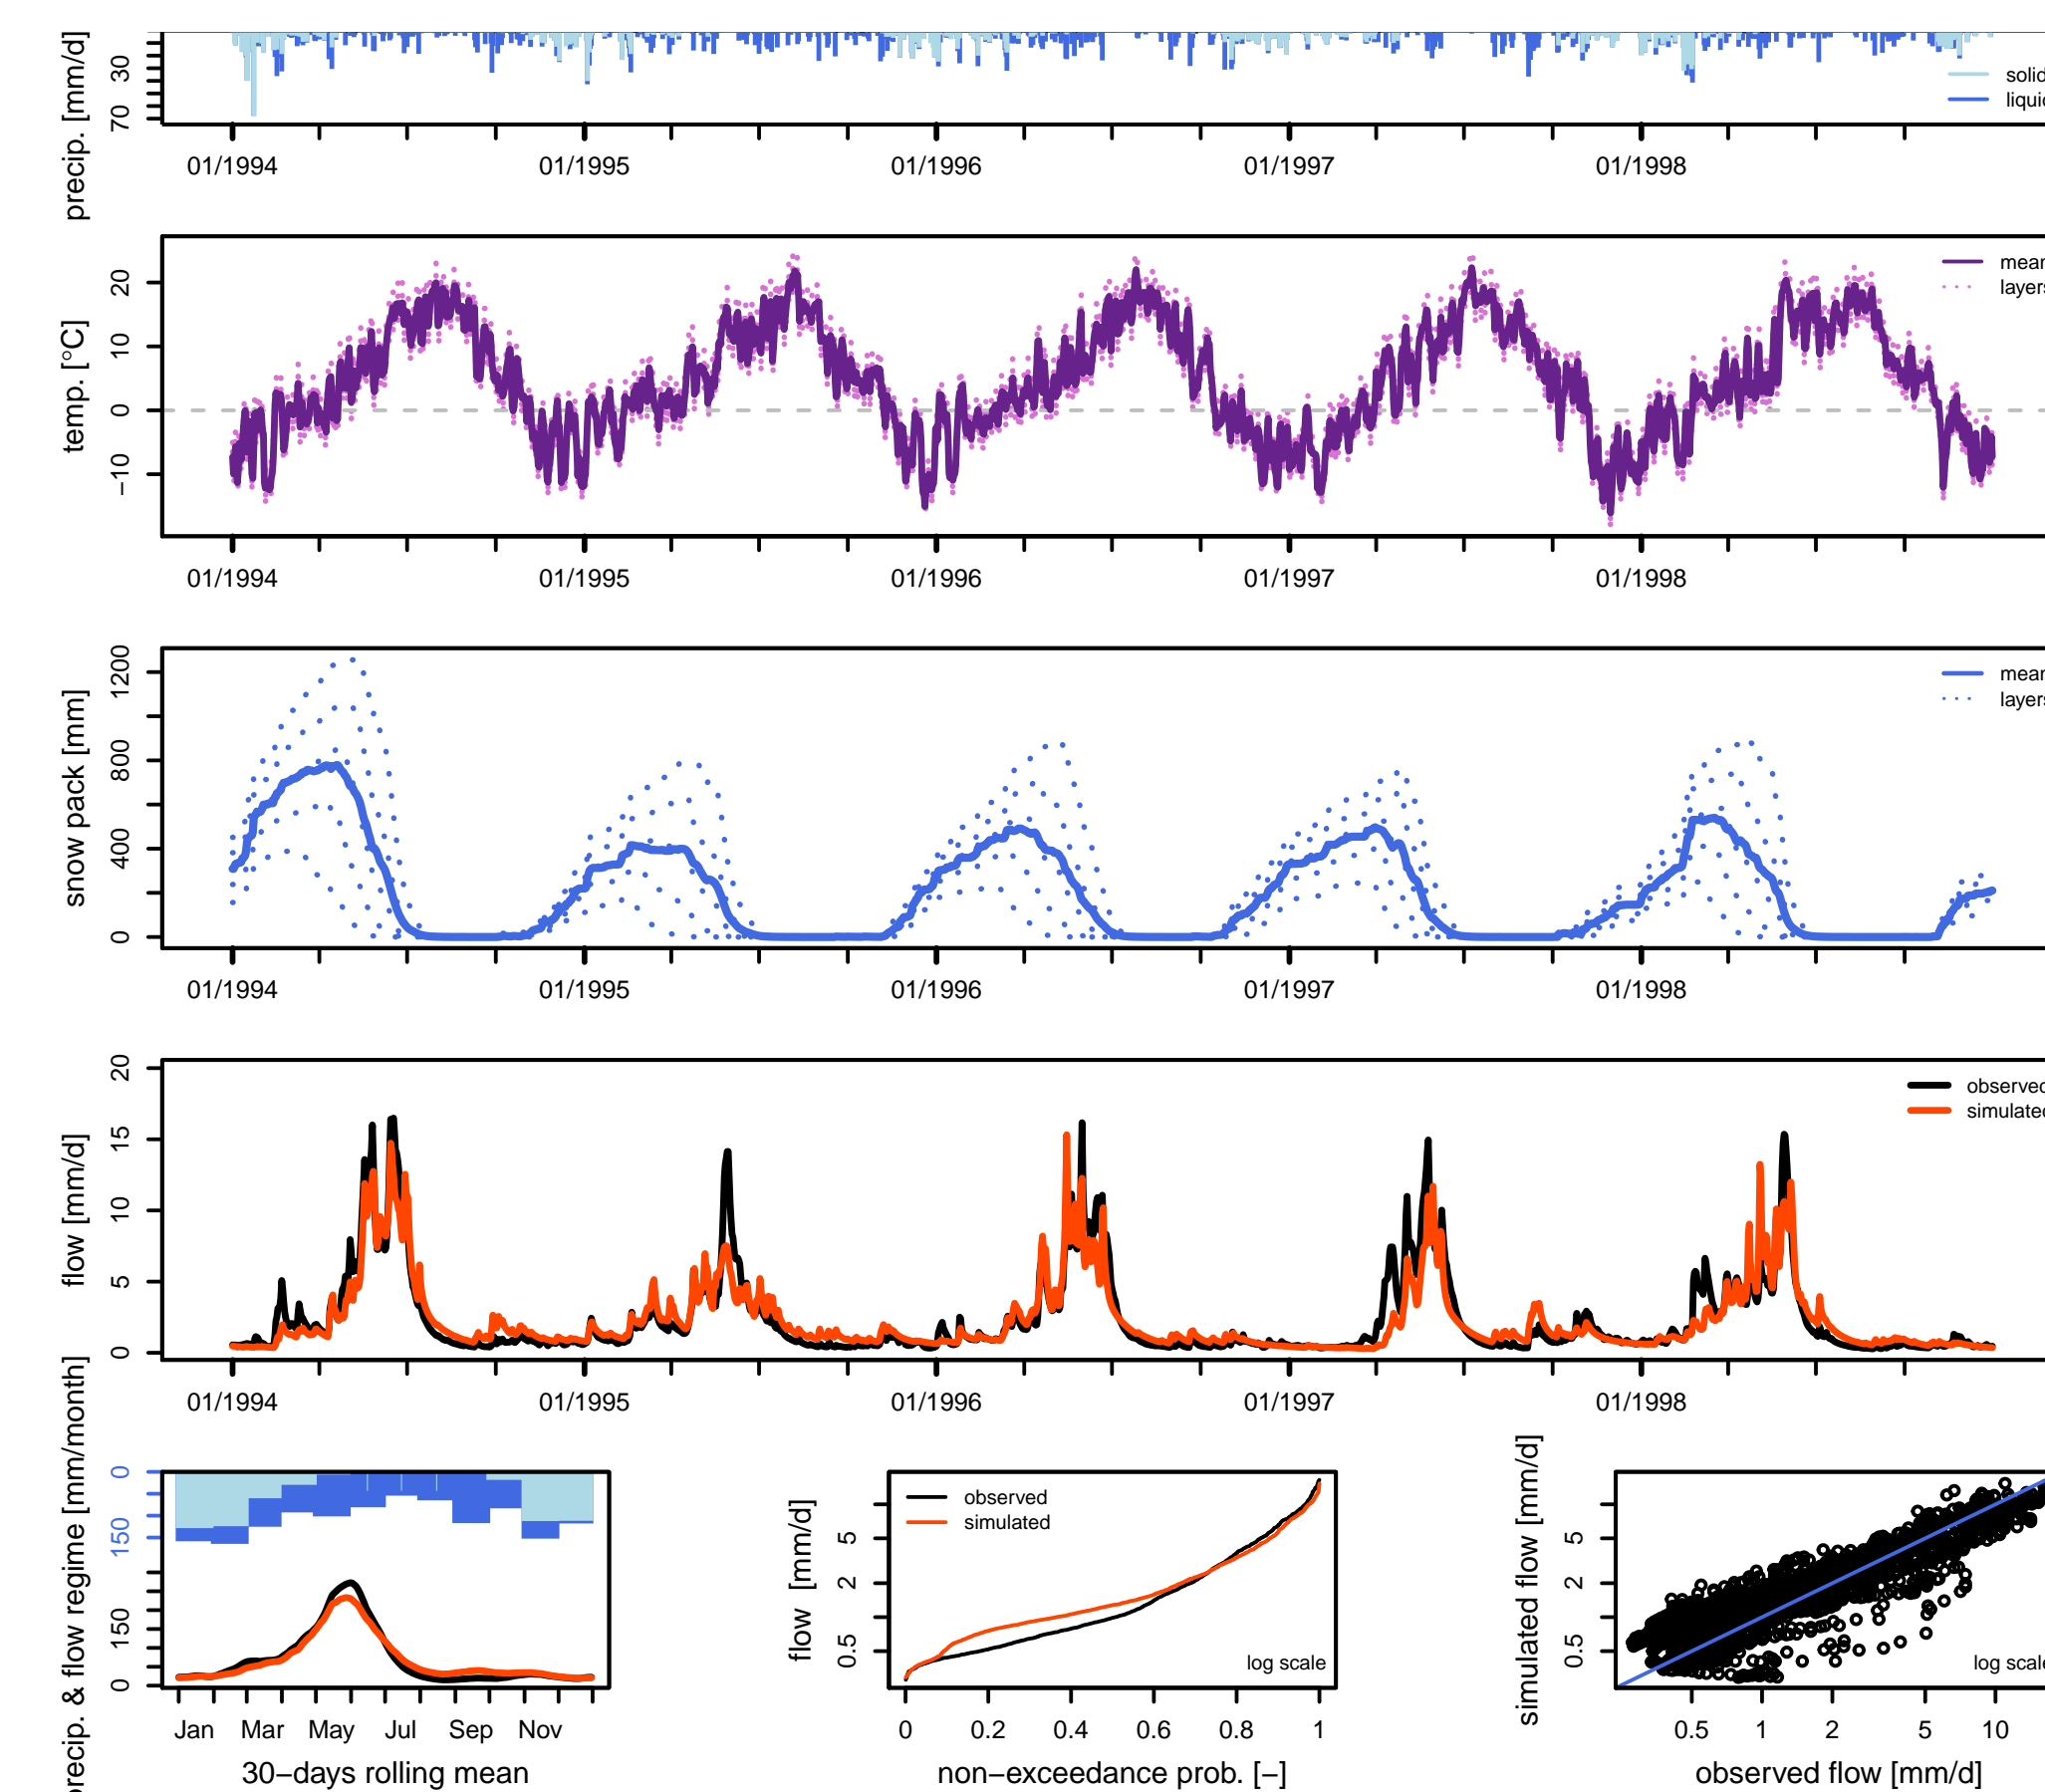 precip. [mm/d]
30
70
solid
liquid
01/1994
01/1995
01/1996
01/1997
01/1998
temp. [°C]
20
10
0
−10
mean
layers
01/1994
01/1995
01/1996
01/1997
01/1998
snow pack [mm]
1200
800
400
0
mean
layers
01/1994
01/1995
01/1996
01/1997
01/1998
flow [mm/d]
20
15
10
5
0
observed
simulated
01/1994
01/1995
01/1996
01/1997
01/1998
precip. & flow regime [mm/month]
0
150
150
0
Jan Mar May Jul Sep Nov
30−days rolling mean
flow [mm/d]
5
2
0.5
observed
simulated
log scale
0 0.2 0.4 0.6 0.8 1
non−exceedance prob. [−]
simulated flow [mm/d]
5
2
0.5
log scale
0.5 1 2 5 10
observed flow [mm/d]